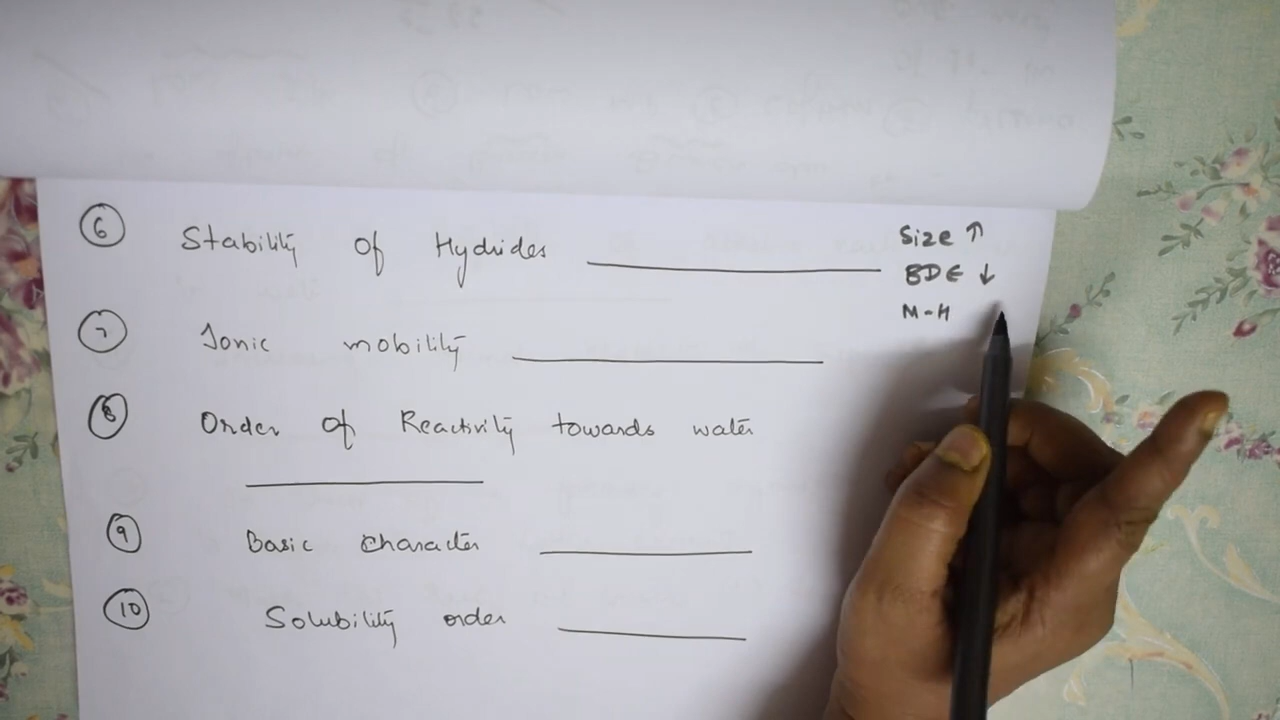 6 Stability of Hydrides
Size ↑
BDE ↓
M-H
7 Ionic mobility
8 Order of Reactivity towards water
9 Basic character
10 Solubility order